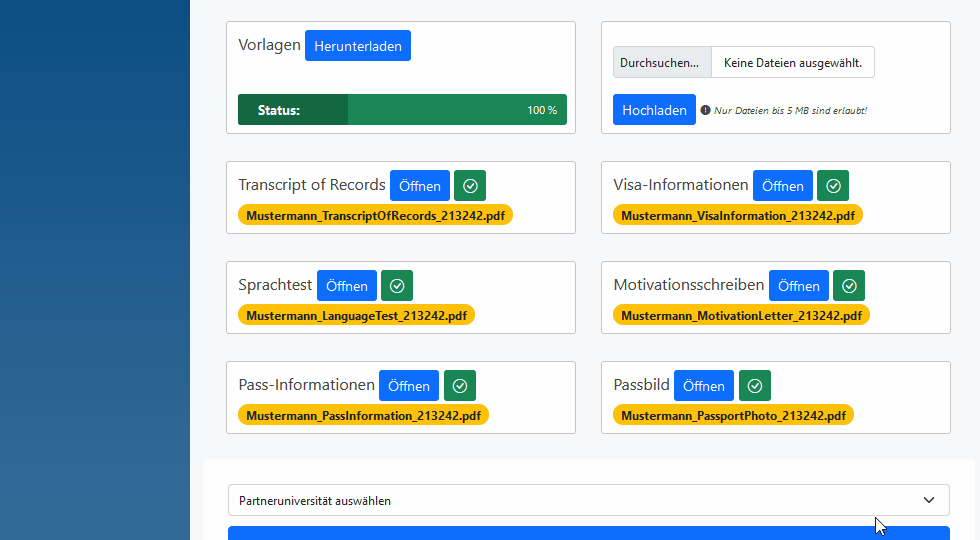 Vorlagen Herunterladen
Status: 100 %
Durchsuchen... Keine Dateien ausgewählt.
Hochladen Nur Dateien bis 5 MB sind erlaubt!
Transcript of Records Öffnen
Mustermann_TranscriptOfRecords_213242.pdf
Visa-Informationen Öffnen
Mustermann_VisaInformation_213242.pdf
Sprachtest Öffnen
Mustermann_LanguageTest_213242.pdf
Motivationsschreiben Öffnen
Mustermann_MotivationLetter_213242.pdf
Pass-Informationen Öffnen
Mustermann_PassInformation_213242.pdf
Passbild Öffnen
Mustermann_PassportPhoto_213242.pdf
Partneruniversität auswählen